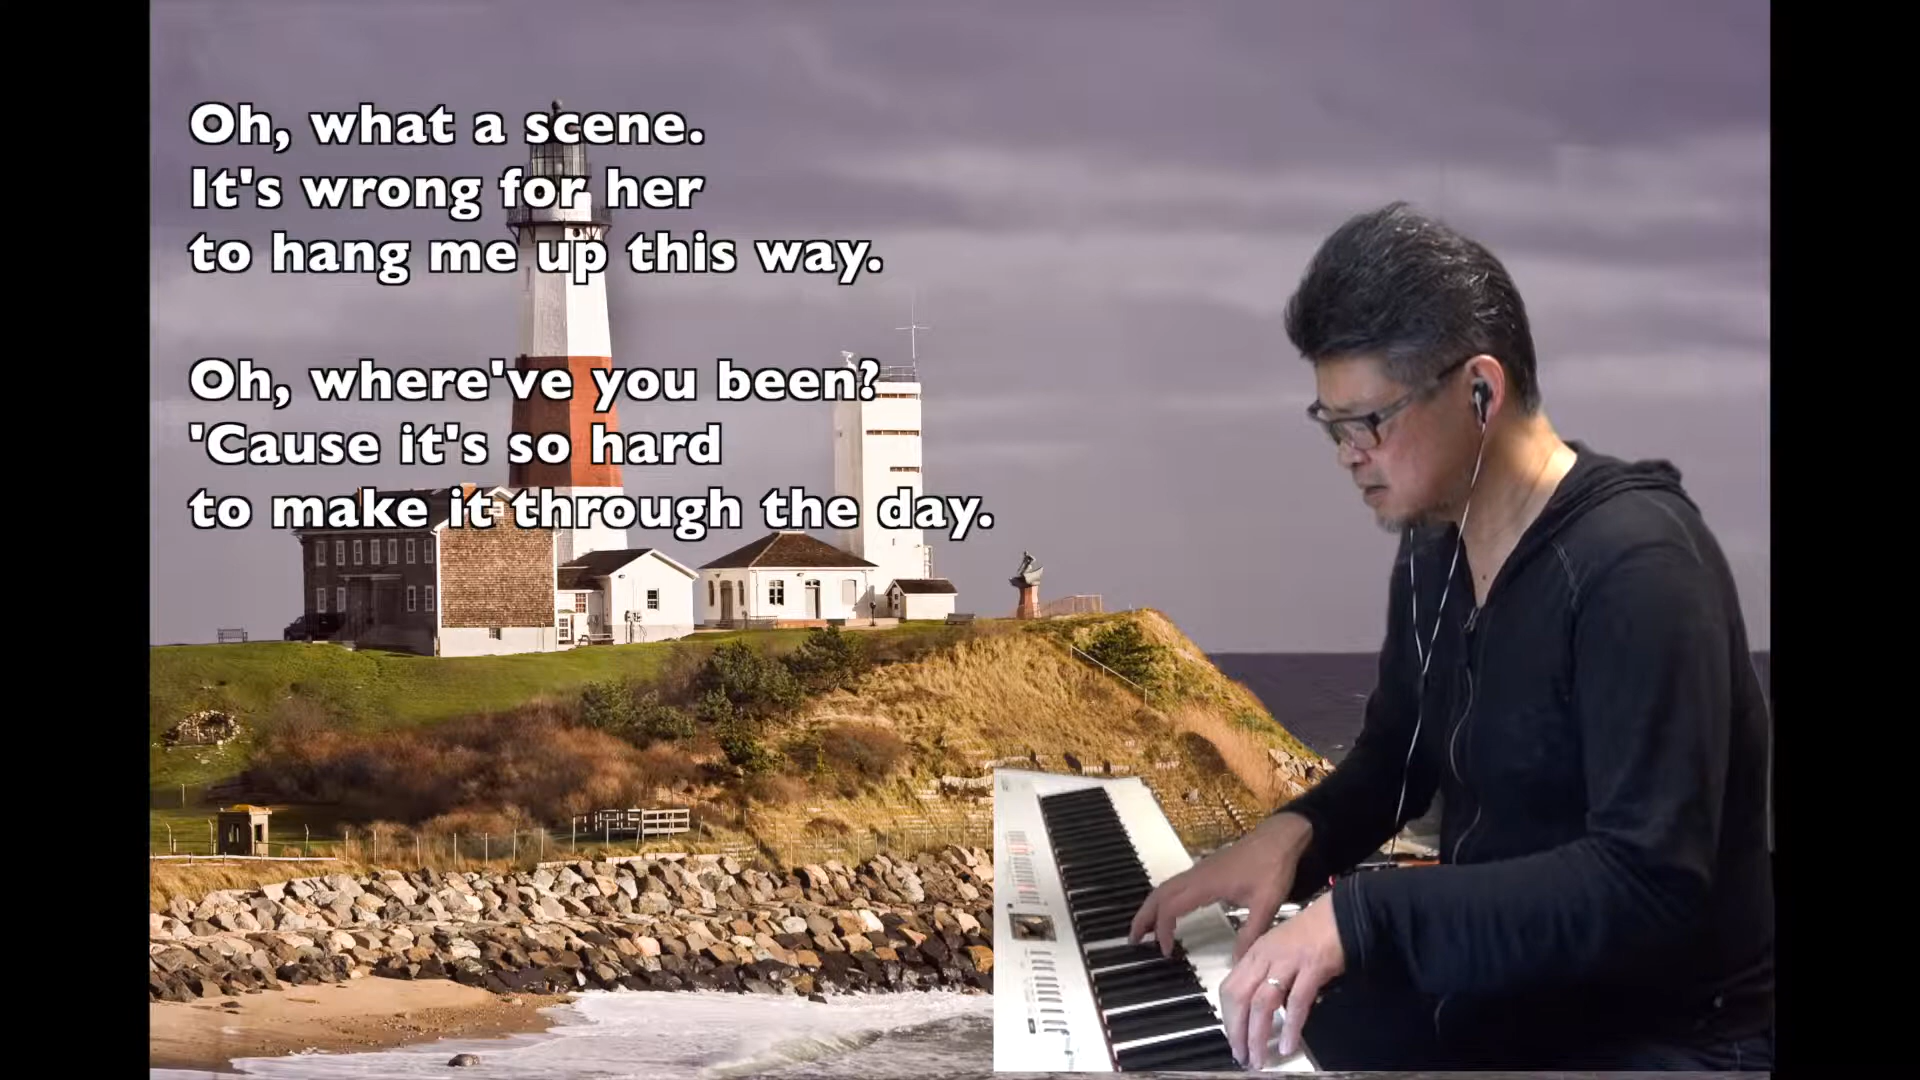 Oh, what a scene.
It's wrong for her
to hang me up this way.
Oh, where've you been?
'Cause it's so hard
to make it through the day.